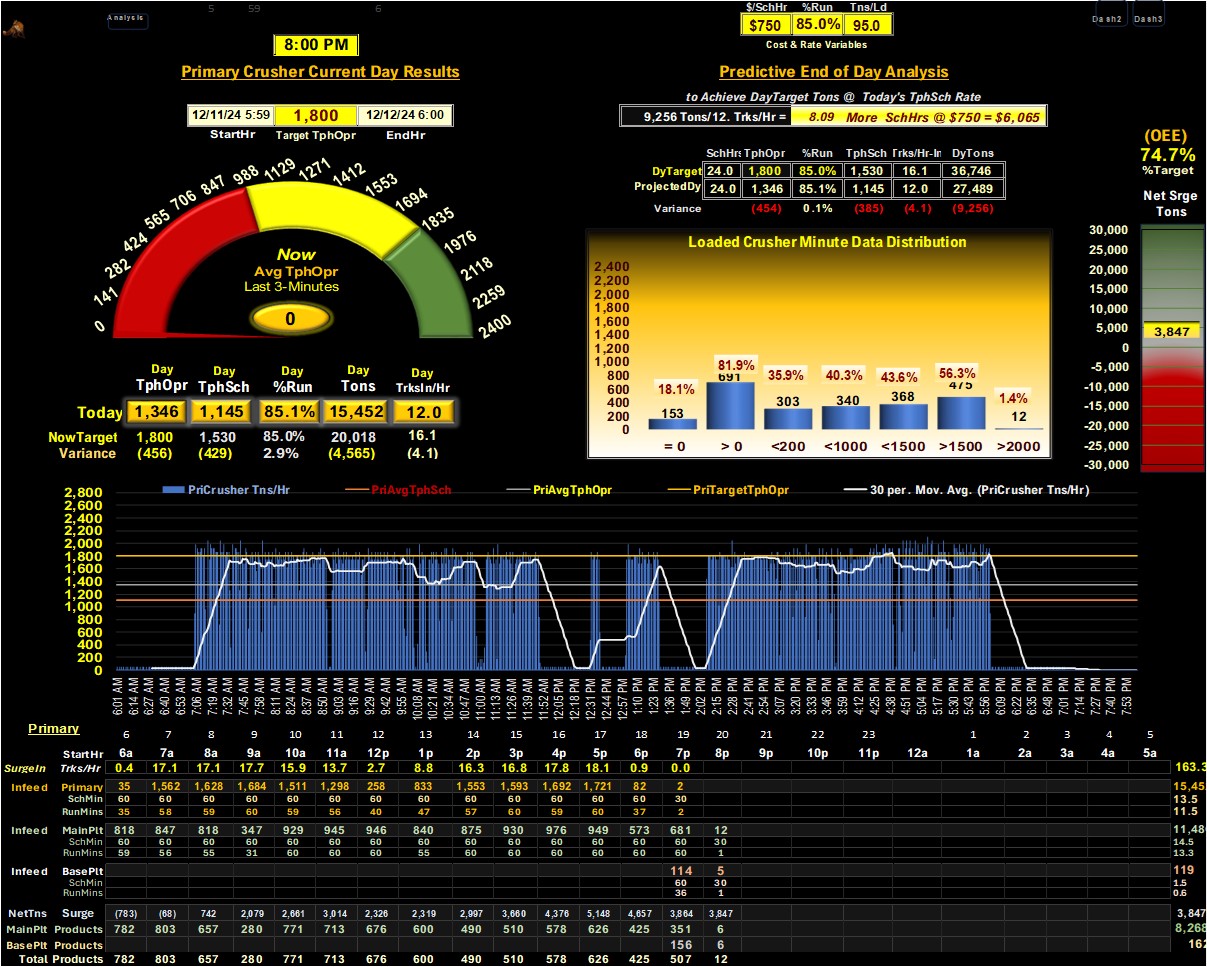 5 59 6
Analysis
$/SchHr %Run Tns/Ld
$750 85.0% 95.0
Cost & Rate Variables
Dash2 Dash3
8:00 PM
Primary Crusher Current Day Results
12/11/24 5:59 1,800 12/12/24 6:00
StartHr Target TphOpr EndHr
0 141 282 424 565 706 847 988 1129 1271 1412 1553 1694 1835 1976 2118 2259 2400
Now
Avg TphOpr
Last 3-Minutes
0
Day Day Day Day Day
TphOpr TphSch %Run Tons TrksIn/Hr
Today 1,346 1,145 85.1% 15,452 12.0
NowTarget 1,800 1,530 85.0% 20,018 16.1
Variance (456) (429) 2.9% (4,565) (4.1)
Predictive End of Day Analysis
to Achieve DayTarget Tons @ Today's TphSch Rate
9,256 Tons/12. Trks/Hr = 8.09 More SchHrs @ $750 = $6,065
SchHrs TphOpr %Run TphSch Trks/Hr-In DyTons
DyTarget 24.0 1,800 85.0% 1,530 16.1 36,746
ProjectedDy 24.0 1,346 85.1% 1,145 12.0 27,489
Variance (454) 0.1% (385) (4.1) (9,256)
(OEE)
74.7%
%Target
Net Srge
Tons
30,000
25,000
20,000
15,000
10,000
5,000
0
-5,000
-10,000
-15,000
-20,000
-25,000
-30,000
3,847
Loaded Crusher Minute Data Distribution
2,400
2,200
2,000
1,800
1,600
1,400
1,200
1,000
800
600
400
200
0
18.1% 81.9% 35.9% 40.3% 43.6% 56.3% 1.4%
153 691 303 340 368 475 12
= 0 > 0 <200 <1000 <1500 >1500 >2000
PriCrusher Tns/Hr PriAvgTphSch PriAvgTphOpr PriTargetTphOpr 30 per. Mov. Avg. (PriCrusher Tns/Hr)
2,800
2,600
2,400
2,200
2,000
1,800
1,600
1,400
1,200
1,000
800
600
400
200
0
6:01 AM 6:14 AM 6:27 AM 6:40 AM 6:53 AM 7:06 AM 7:19 AM 7:32 AM 7:45 AM 7:58 AM 8:11 AM 8:24 AM 8:37 AM 8:50 AM 9:03 AM 9:16 AM 9:29 AM 9:42 AM 9:55 AM 10:08 AM 10:21 AM 10:34 AM 10:47 AM 11:00 AM 11:13 AM 11:26 AM 11:39 AM 11:52 AM 12:05 PM 12:18 PM 12:31 PM 12:44 PM 12:57 PM 1:10 PM 1:23 PM 1:36 PM 1:49 PM 2:02 PM 2:15 PM 2:28 PM 2:41 PM 2:54 PM 3:07 PM 3:20 PM 3:33 PM 3:46 PM 3:59 PM 4:12 PM 4:25 PM 4:38 PM 4:51 PM 5:04 PM 5:17 PM 5:30 PM 5:43 PM 5:56 PM 6:09 PM 6:22 PM 6:35 PM 6:48 PM 7:01 PM 7:14 PM 7:27 PM 7:40 PM 7:53 PM
Primary 6 7 8 9 10 11 12 13 14 15 16 17 18 19 20 21 22 23 1 2 3 4 5
StartHr 6a 7a 8a 9a 10a 11a 12p 1p 2p 3p 4p 5p 6p 7p 8p 9p 10p 11p 12a 1a 2a 3a 4a 5a
SurgeIn Trks/Hr 0.4 17.1 17.1 17.7 15.9 13.7 2.7 8.8 16.3 16.8 17.8 18.1 0.9 0.0 163.3
Infeed Primary 35 1,562 1,628 1,684 1,511 1,298 258 833 1,553 1,593 1,692 1,721 82 2 15,45
SchMin 60 60 60 60 60 60 60 60 60 60 60 60 60 30 13.5
RunMins 35 58 59 60 59 56 40 47 57 60 59 60 37 2 11.5
Infeed MainPlt 818 847 818 347 929 945 946 840 875 930 976 949 573 681 12 11,48
SchMin 60 60 60 60 60 60 60 60 60 60 60 60 60 60 30 14.5
RunMins 59 56 55 31 60 60 60 55 60 60 60 60 60 60 1 13.3
Infeed BasePlt 114 5 119
SchMin 60 30 1.5
RunMins 36 1 0.6
NetTns Surge (783) (68) 742 2,079 2,661 3,014 2,326 2,319 2,997 3,660 4,376 5,148 4,657 3,864 3,847 3,847
MainPlt Products 782 803 657 280 771 713 676 600 490 510 578 626 425 351 6 8,268
BasePlt Products 156 6 162
Total Products 782 803 657 280 771 713 676 600 490 510 578 626 425 507 12